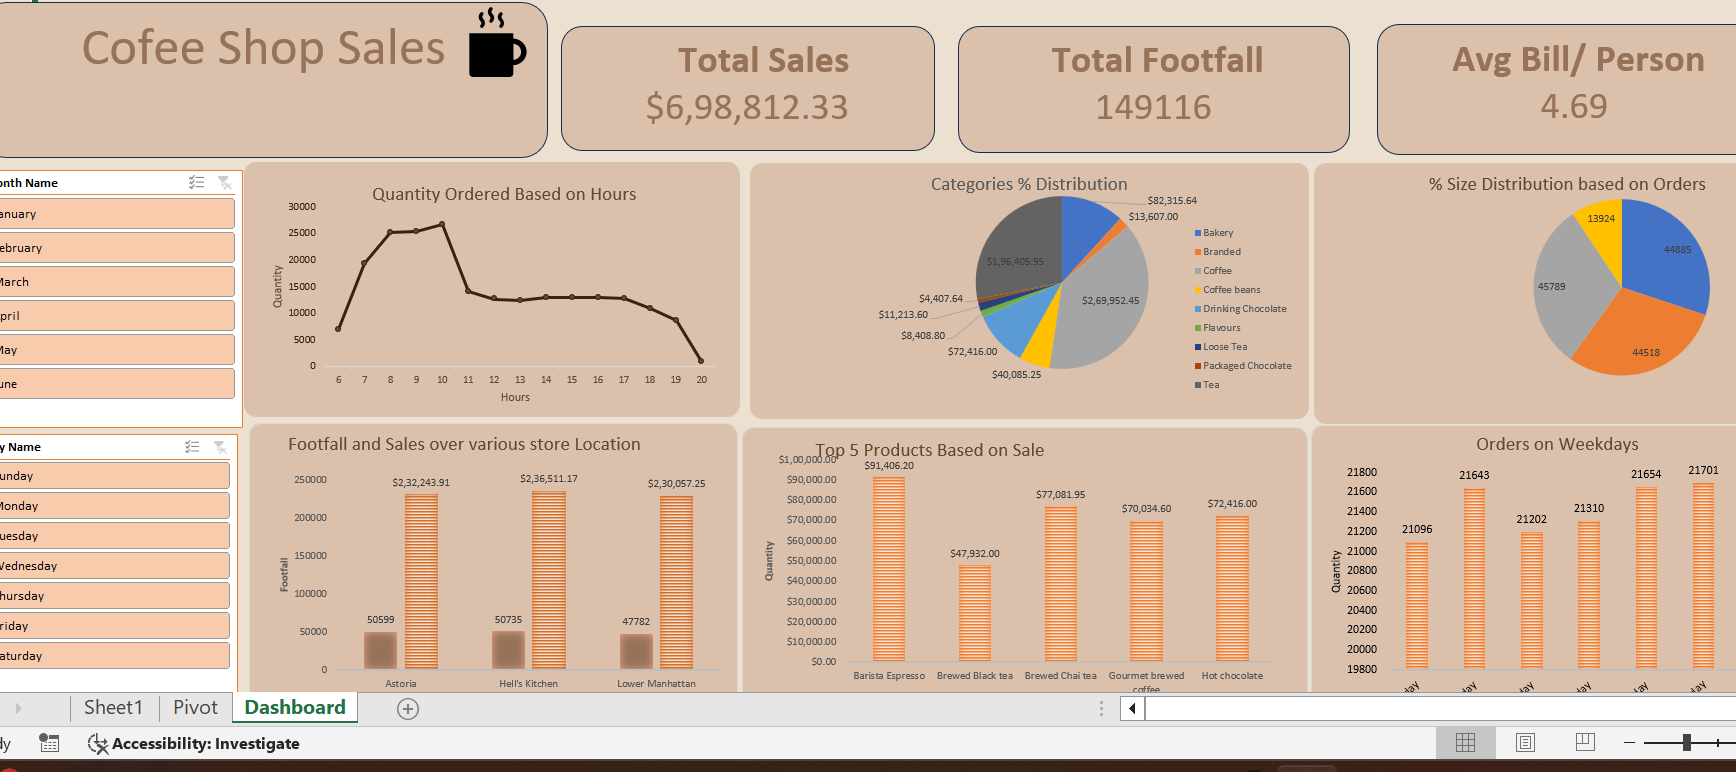 Cofee Shop Sales
Total Sales
$6,98,812.33
Total Footfall
149116
Avg Bill/ Person
4.69
onth Name
anuary
ebruary
March
pril
May
une
y Name
unday
Monday
uesday
Wednesday
hursday
riday
aturday
Quantity Ordered Based on Hours
Quantity
30000
25000
20000
15000
10000
5000
0
6 7 8 9 10 11 12 13 14 15 16 17 18 19 20
Hours
Categories % Distribution
$82,315.64
$13,607.00
$2,69,952.45
$40,085.25
$72,416.00
$8,408.80
$11,213.60
$4,407.64
$1,96,405.95
Bakery
Branded
Coffee
Coffee beans
Drinking Chocolate
Flavours
Loose Tea
Packaged Chocolate
Tea
% Size Distribution based on Orders
13924
44885
45789
44518
Footfall and Sales over various store Location
Footfall
250000
200000
150000
100000
50000
0
$2,32,243.91
$2,36,511.17
$2,30,057.25
50599
50735
47782
Astoria
Hell's Kitchen
Lower Manhattan
Top 5 Products Based on Sale
Quantity
$1,00,000.00
$90,000.00
$80,000.00
$70,000.00
$60,000.00
$50,000.00
$40,000.00
$30,000.00
$20,000.00
$10,000.00
$0.00
$91,406.20
$47,932.00
$77,081.95
$70,034.60
$72,416.00
Barista Espresso
Brewed Black tea
Brewed Chai tea
Gourmet brewed
coffee
Hot chocolate
Orders on Weekdays
Quantity
21800
21600
21400
21200
21000
20800
20600
20400
20200
20000
19800
21096
21643
21202
21310
21654
21701
ay
ay
ay
ay
ay
ay
Sheet1
Pivot
Dashboard
dy
Accessibility: Investigate